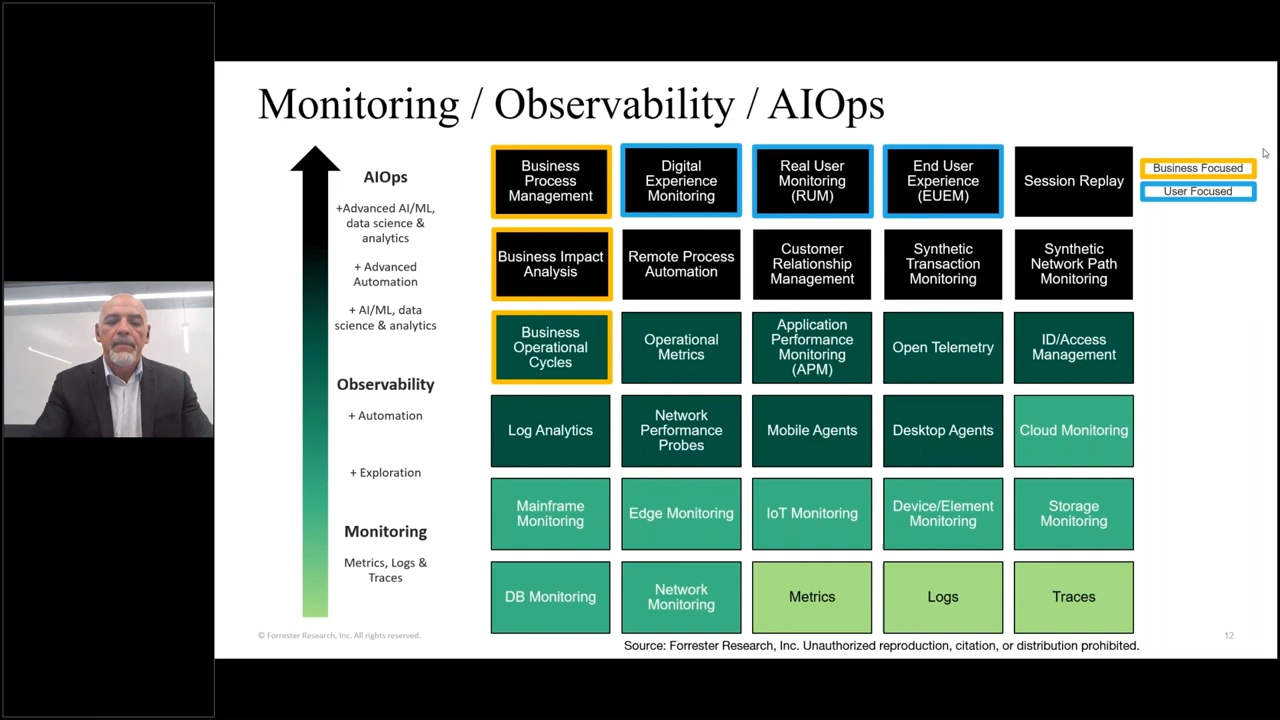 Monitoring / Observability / AIOps
AIOps
+Advanced AI/ML,
data science &
analytics
+ Advanced
Automation
+ AI/ML, data
science & analytics
Observability
+ Automation
+ Exploration
Monitoring
Metrics, Logs &
Traces
Business
Process
Management
Digital
Experience
Monitoring
Real User
Monitoring
(RUM)
End User
Experience
(EUEM)
Session Replay
Business Focused
User Focused
Business Impact
Analysis
Remote Process
Automation
Customer
Relationship
Management
Synthetic
Transaction
Monitoring
Synthetic
Network Path
Monitoring
Business
Operational
Cycles
Operational
Metrics
Application
Performance
Monitoring
(APM)
Open Telemetry
ID/Access
Management
Log Analytics
Network
Performance
Probes
Mobile Agents
Desktop Agents
Cloud Monitoring
Mainframe
Monitoring
Edge Monitoring
IoT Monitoring
Device/Element
Monitoring
Storage
Monitoring
DB Monitoring
Network
Monitoring
Metrics
Logs
Traces
© Forrester Research, Inc. All rights reserved.
12
Source: Forrester Research, Inc. Unauthorized reproduction, citation, or distribution prohibited.